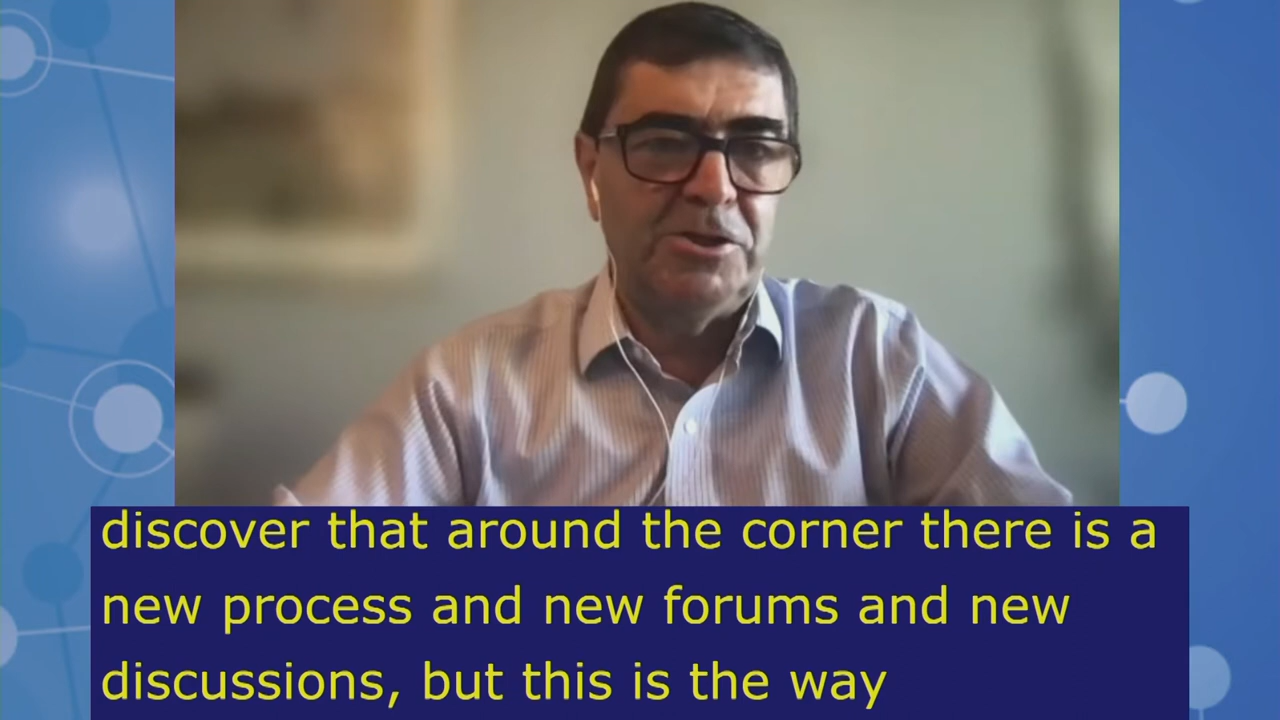 discover that around the corner there is a
new process and new forums and new
discussions, but this is the way